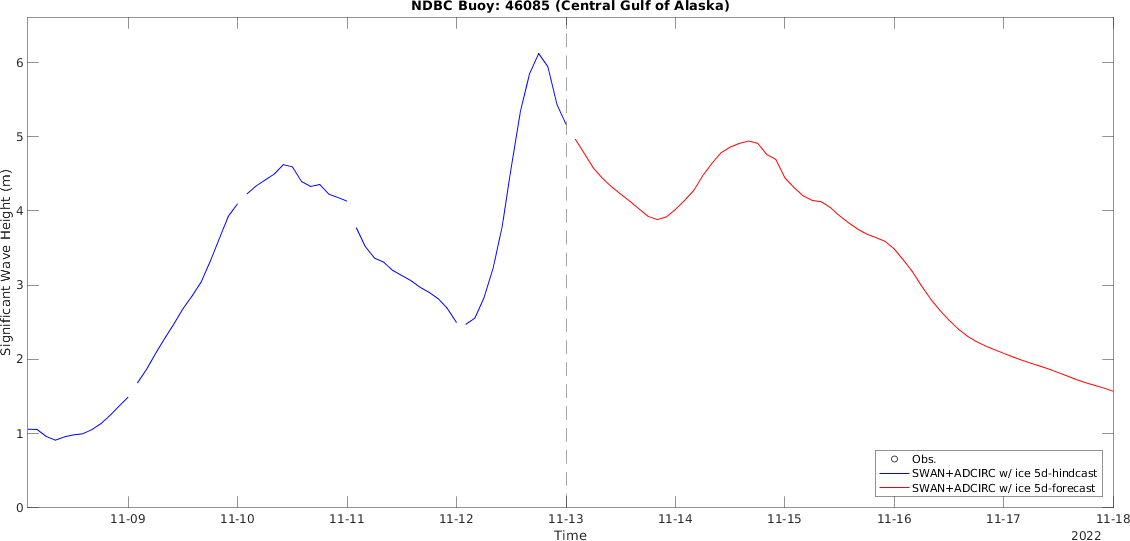 NDBC Buoy: 46085 (Central Gulf of Alaska)
Significant Wave Height (m)
6
5
4
3
2
1
0
11-09 11-10 11-11 11-12 11-13 11-14 11-15 11-16 11-17 11-18
Time
2022
Obs.
SWAN+ADCIRC w/ ice 5d-hindcast
SWAN+ADCIRC w/ ice 5d-forecast